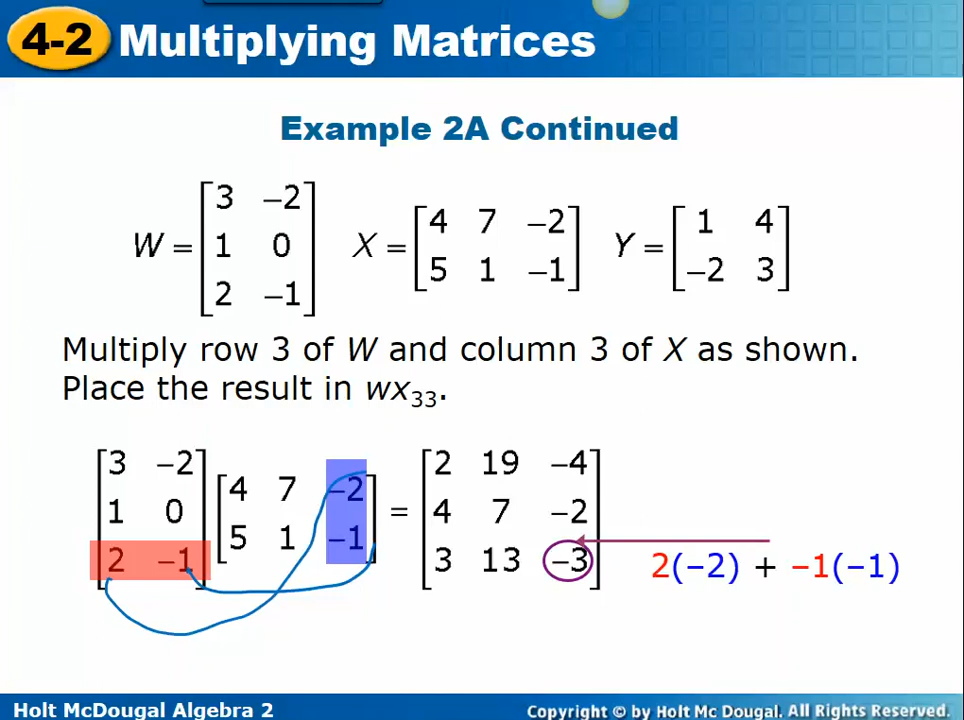 4-2 Multiplying Matrices
Example 2A Continued
W = [3 –2; 1 0; 2 –1] X = [4 7 –2; 5 1 –1] Y = [1 4; –2 3]
Multiply row 3 of W and column 3 of X as shown.
Place the result in wx₃₃.
[3 –2; 1 0; 2 –1] [4 7 –2; 5 1 –1] = [2 19 –4; 4 7 –2; 3 13 –3] 2(–2) + –1(–1)
Holt McDougal Algebra 2
Copyright © by Holt Mc Dougal. All Rights Reserved.